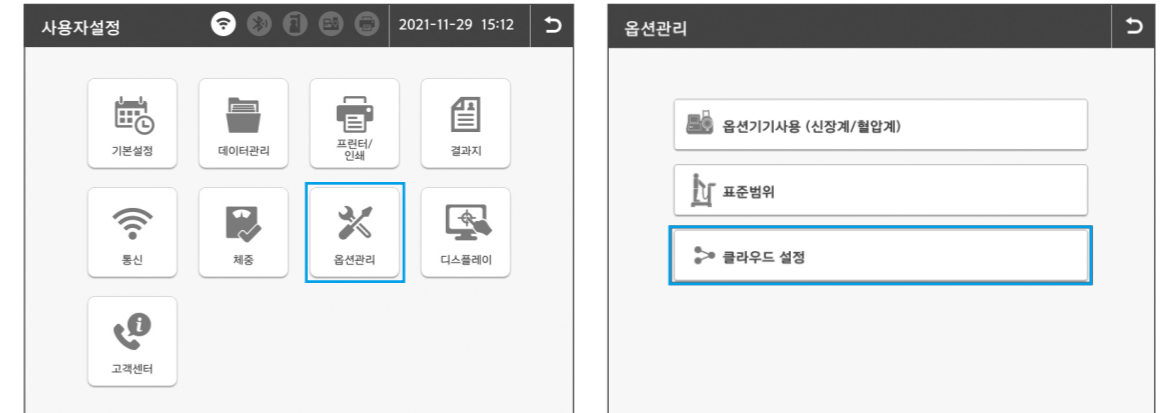 사용자설정
2021-11-29 15:12
기본설정
데이터관리
프린터/
인쇄
결과지
통신
체중
옵션관리
디스플레이
고객센터
옵션관리
옵션기기사용 (신장계/혈압계)
표준범위
클라우드 설정